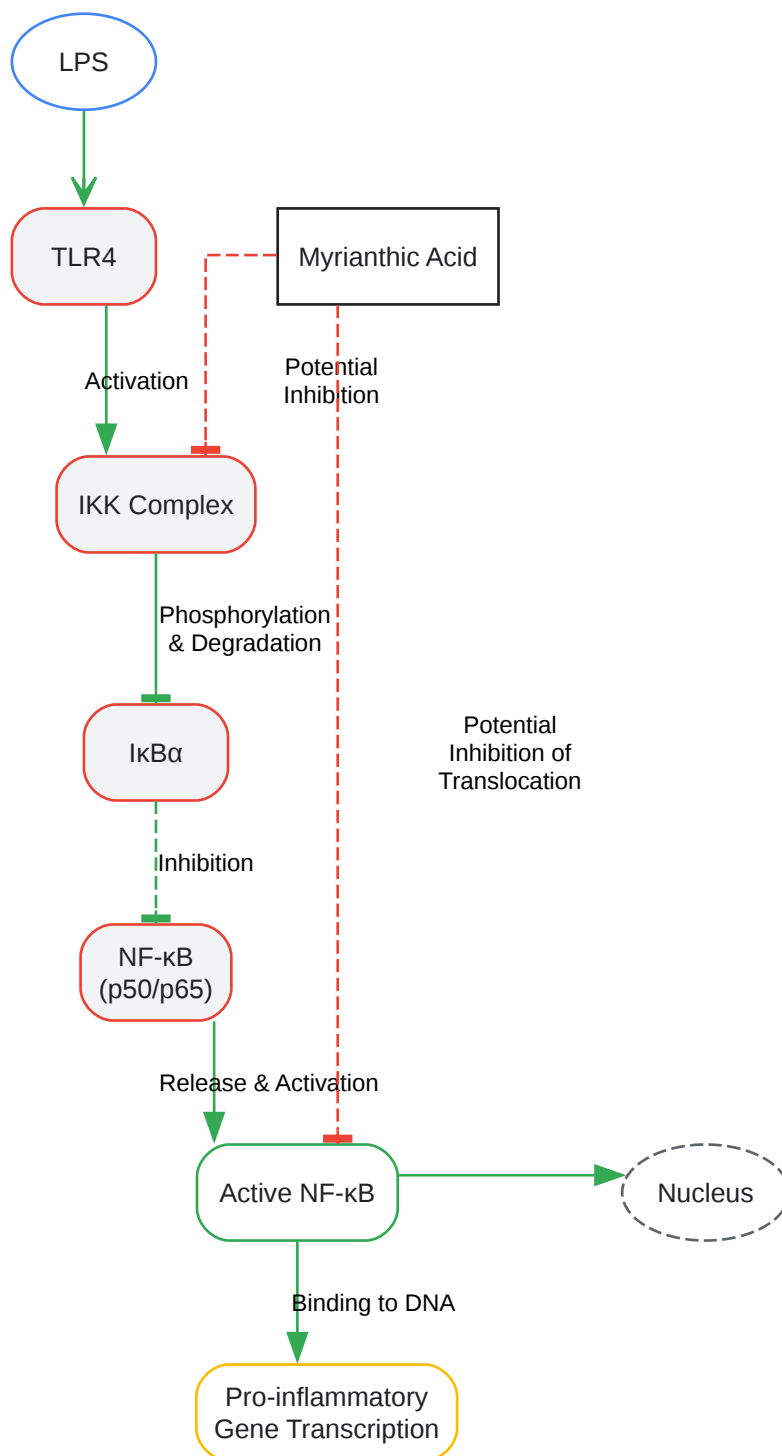 LPS
TLR4
Myrianthic Acid
Activation
Potential
Inhibition
IKK Complex
Phosphorylation
& Degradation
Potential
Inhibition of
Translocation
IκBα
Inhibition
NF-κB
(p50/p65)
Release & Activation
Active NF-κB
Nucleus
Binding to DNA
Pro-inflammatory
Gene Transcription